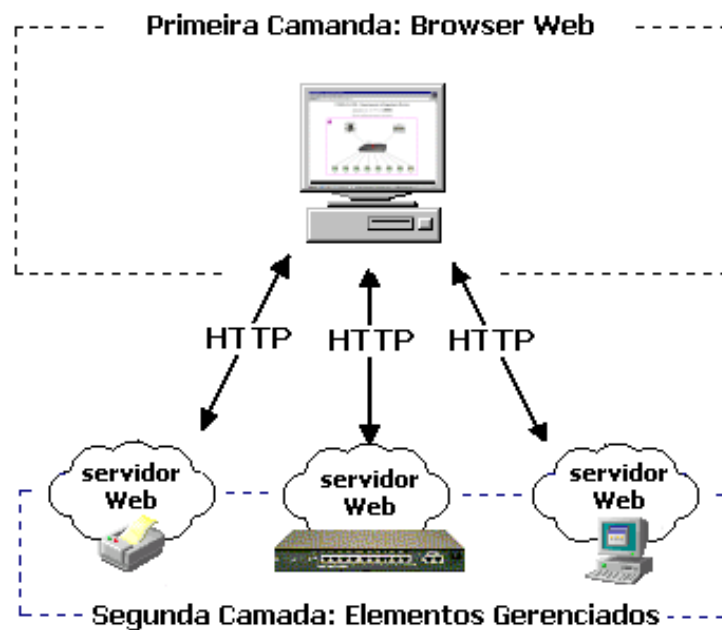 Primeira Camanda: Browser Web
HTTP
HTTP
HTTP
servidor
Web
servidor
Web
servidor
Web
Segunda Camada: Elementos Gerenciados